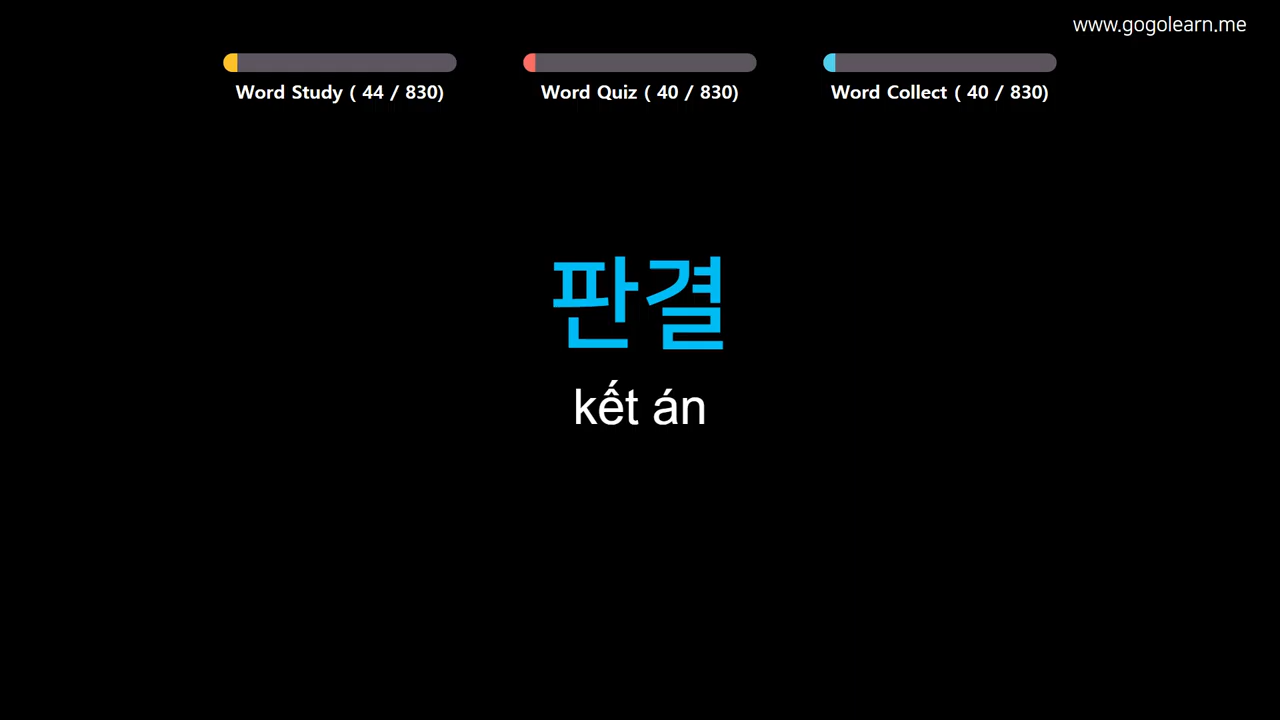 www.gogolearn.me
Word Study ( 44 / 830)
Word Quiz ( 40 / 830)
Word Collect ( 40 / 830)
판결
kết án